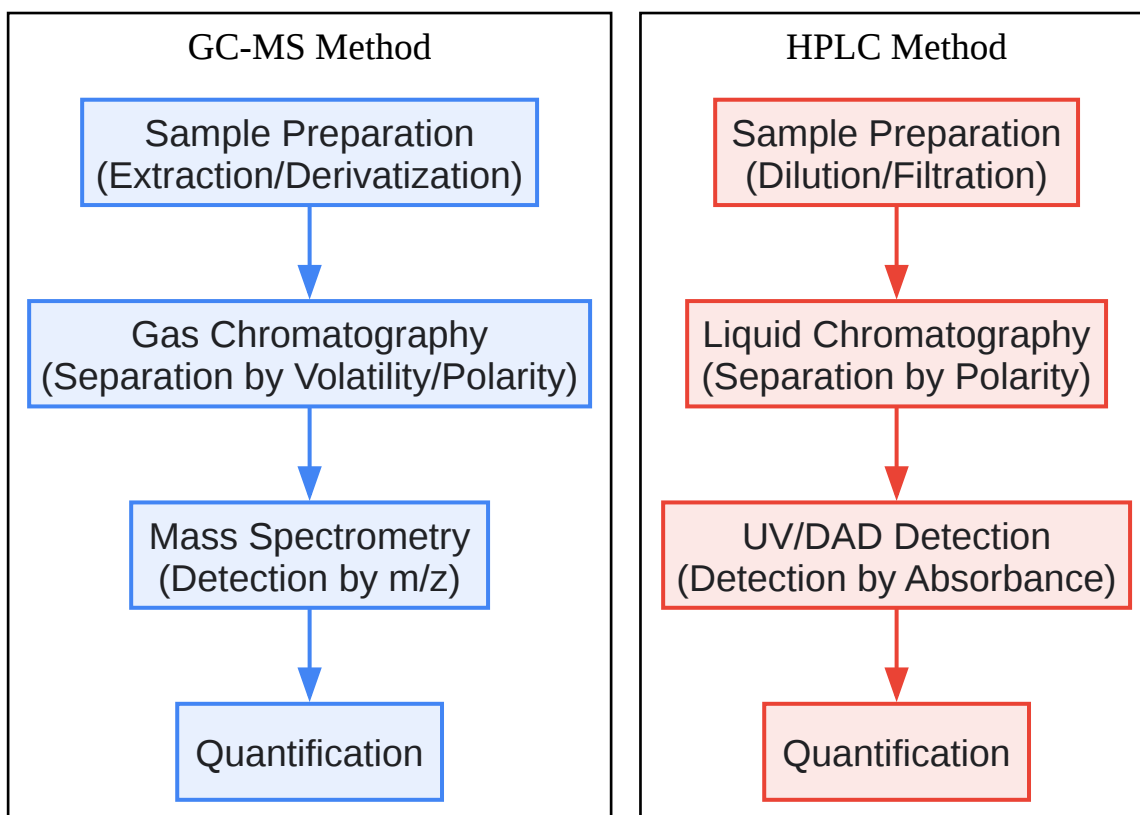 GC-MS Method
Sample Preparation
(Extraction/Derivatization)
Gas Chromatography
(Separation by Volatility/Polarity)
Mass Spectrometry
(Detection by m/z)
Quantification
HPLC Method
Sample Preparation
(Dilution/Filtration)
Liquid Chromatography
(Separation by Polarity)
UV/DAD Detection
(Detection by Absorbance)
Quantification